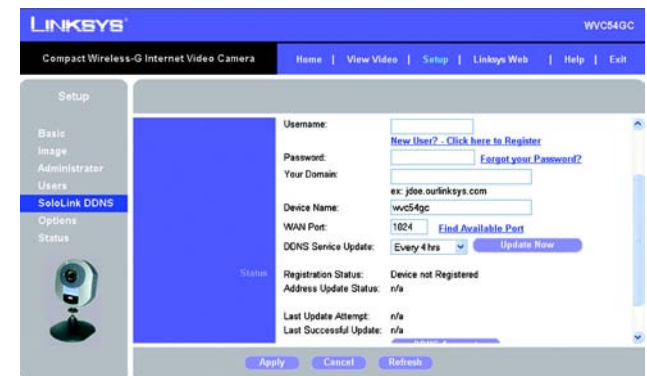 LINKSYS®
WVC54GC
Compact Wireless-G Internet Video Camera
Home | View Video | Setup | Linksys Web | Help | Exit
Setup
Basic
Image
Administrator
Users
SoloLink DDNS
Options
Status
Username:
New User? - Click here to Register
Password:
Forgot your Password?
Your Domain:
ex: jdoe.ourlinksys.com
Device Name:
wvc54gc
WAN Port:
1024
Find Available Port
DDNS Service Update:
Every 4 hrs
Update Now
Status
Registration Status:
Device not Registered
Address Update Status:
n/a
Last Update Attempt:
n/a
Last Successful Update:
n/a
Apply
Cancel
Refresh